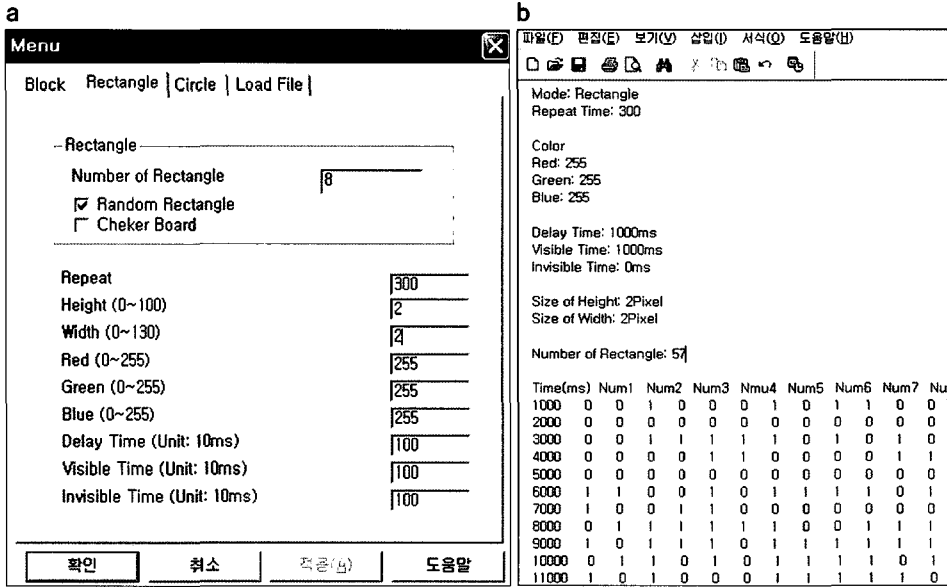 a
Menu
Block Rectangle Circle Load File
Rectangle
Number of Rectangle 8
Random Rectangle
Cheker Board
Repeat 300
Height (0~100) 2
Width (0~130) 2
Red (0~255) 255
Green (0~255) 255
Blue (0~255) 255
Delay Time (Unit: 10ms) 100
Visible Time (Unit: 10ms) 100
Invisible Time (Unit: 10ms) 100
확인 취소 적용(A) 도움말
b
파일(F) 편집(E) 보기(V) 삽입(I) 서식(O) 도움말(H)
Mode: Rectangle
Repeat Time: 300
Color
Red: 255
Green: 255
Blue: 255
Delay Time: 1000ms
Visible Time: 1000ms
Invisible Time: 0ms
Size of Height: 2Pixel
Size of Width: 2Pixel
Number of Rectangle: 57
Time(ms) Num1 Num2 Num3 Nmu4 Num5 Num6 Num7 Nu
1000 0 0 1 0 0 0 1 0 1 1 0 0
2000 0 0 0 0 0 0 0 0 0 0 0 0
3000 0 0 1 1 1 1 1 0 1 0 1 0
4000 0 0 0 0 1 1 0 0 0 0 1 1
5000 0 0 0 0 0 0 0 0 0 0 0 0
6000 1 1 0 0 1 0 1 1 1 1 0 1
7000 1 0 0 1 1 0 0 0 0 0 0 0
8000 0 1 1 1 1 1 1 0 0 1 1 1
9000 1 0 1 1 1 0 1 1 1 1 1 1
10000 0 1 1 0 1 0 1 1 1 1 0 1
11000 1 0 1 0 0 0 1 1 1 1 1 0